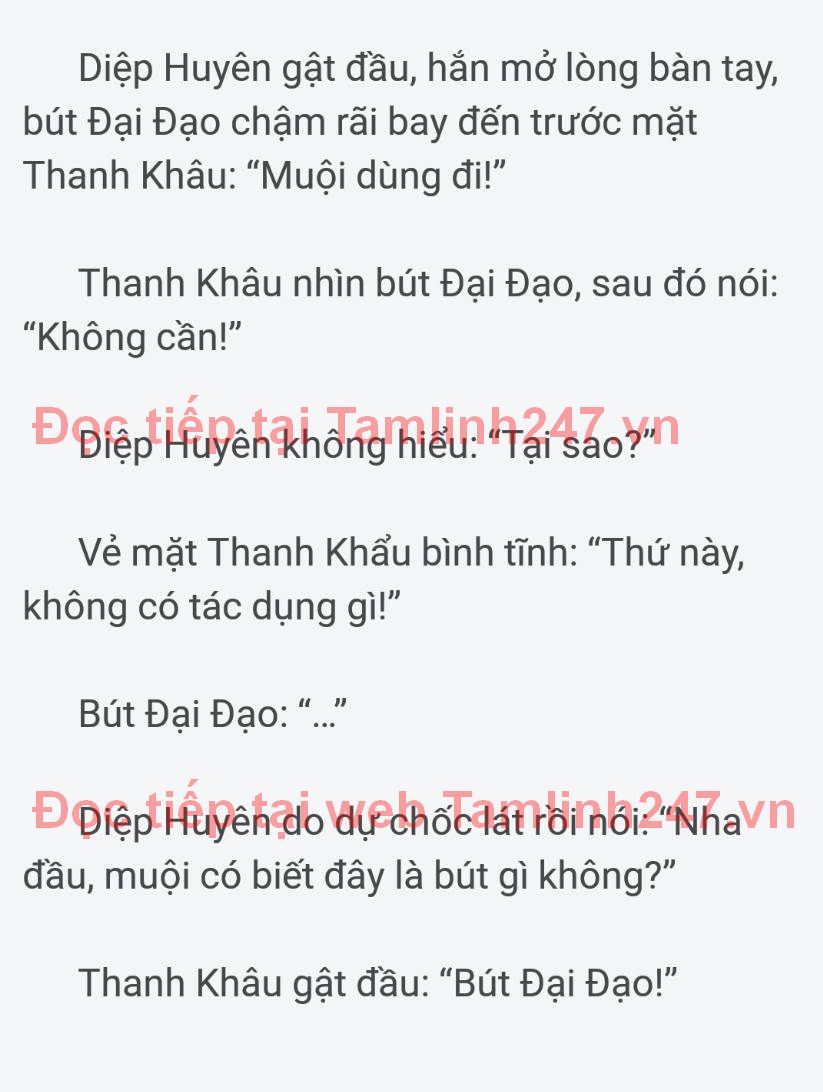 Diệp Huyên gật đầu, hắn mở lòng bàn tay,
bút Đại Đạo chậm rãi bay đến trước mặt
Thanh Khâu: “Muội dùng đi!”
Thanh Khâu nhìn bút Đại Đạo, sau đó nói:
“Không cần!”
Đọc tiếp tại Tamlinh247.vn
Diệp Huyên không hiểu: “Tại sao?”
Vẻ mặt Thanh Khẩu bình tĩnh: “Thứ này,
không có tác dụng gì!”
Bút Đại Đạo: “...”
Đọc tiếp tại web Tamlinh247.vn
Diệp Huyên do dự chốc lát rồi nói: “Nha
đầu, muội có biết đây là bút gì không?”
Thanh Khâu gật đầu: “Bút Đại Đạo!”